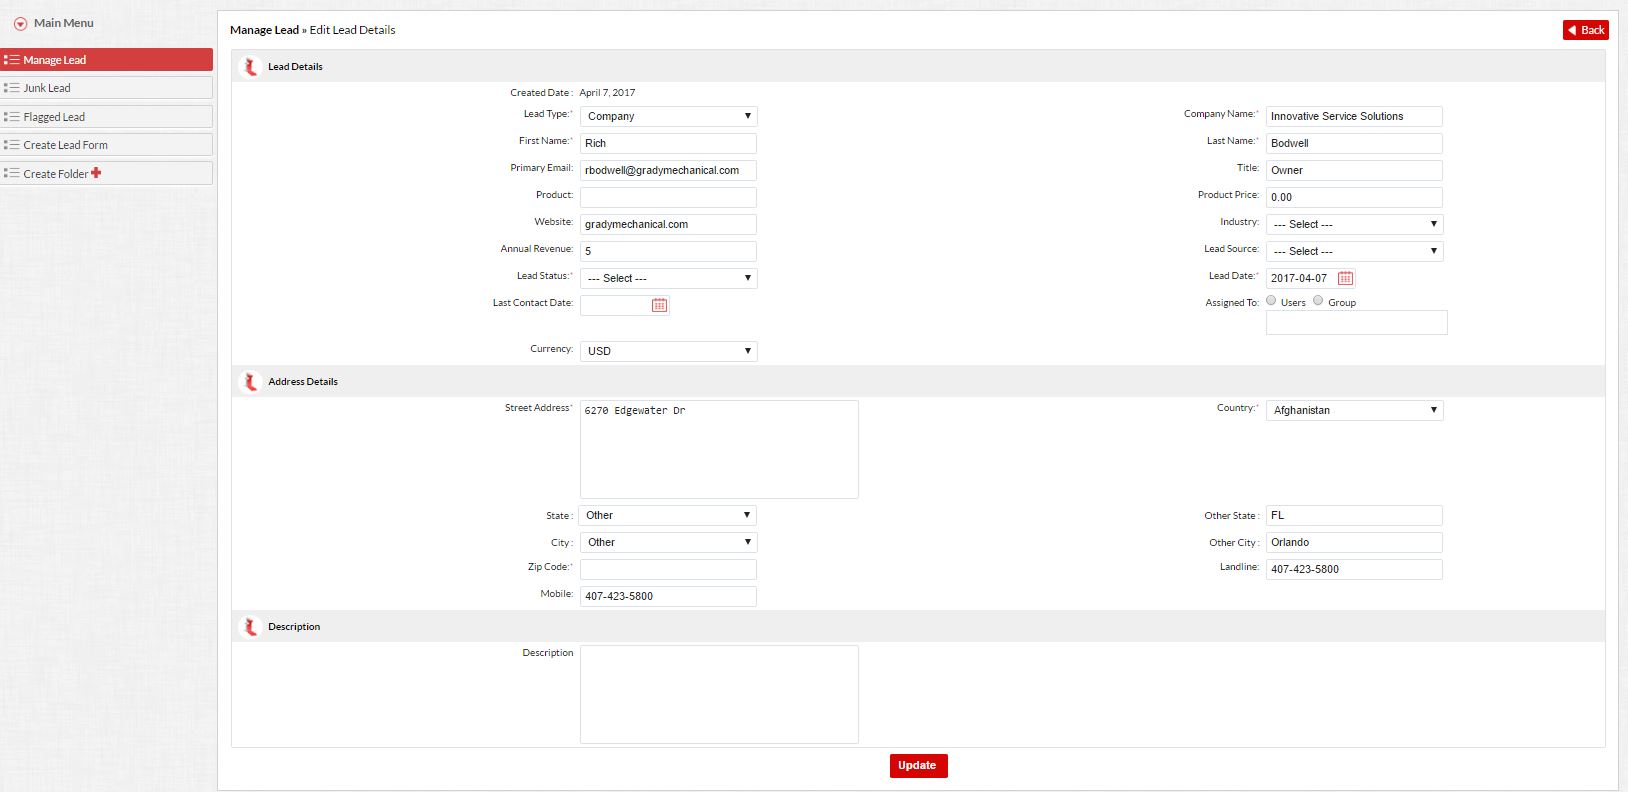 Main Menu
Manage Lead
Junk Lead
Flagged Lead
Create Lead Form
Create Folder
Manage Lead » Edit Lead Details
Back
Lead Details
Created Date : April 7, 2017
Lead Type:* Company
Company Name:* Innovative Service Solutions
First Name:* Rich
Last Name:* Bodwell
Primary Email: rbodwell@gradymechanical.com
Title: Owner
Product:
Product Price: 0.00
Website: gradymechanical.com
Industry: --- Select ---
Annual Revenue: 5
Lead Source: --- Select ---
Lead Status:* --- Select ---
Lead Date:* 2017-04-07
Last Contact Date:
Assigned To: Users Group
Currency: USD
Address Details
Street Address* 6270 Edgewater Dr
Country:* Afghanistan
State : Other
Other State : FL
City : Other
Other City : Orlando
Zip Code:*
Landline: 407-423-5800
Mobile: 407-423-5800
Description
Description
Update